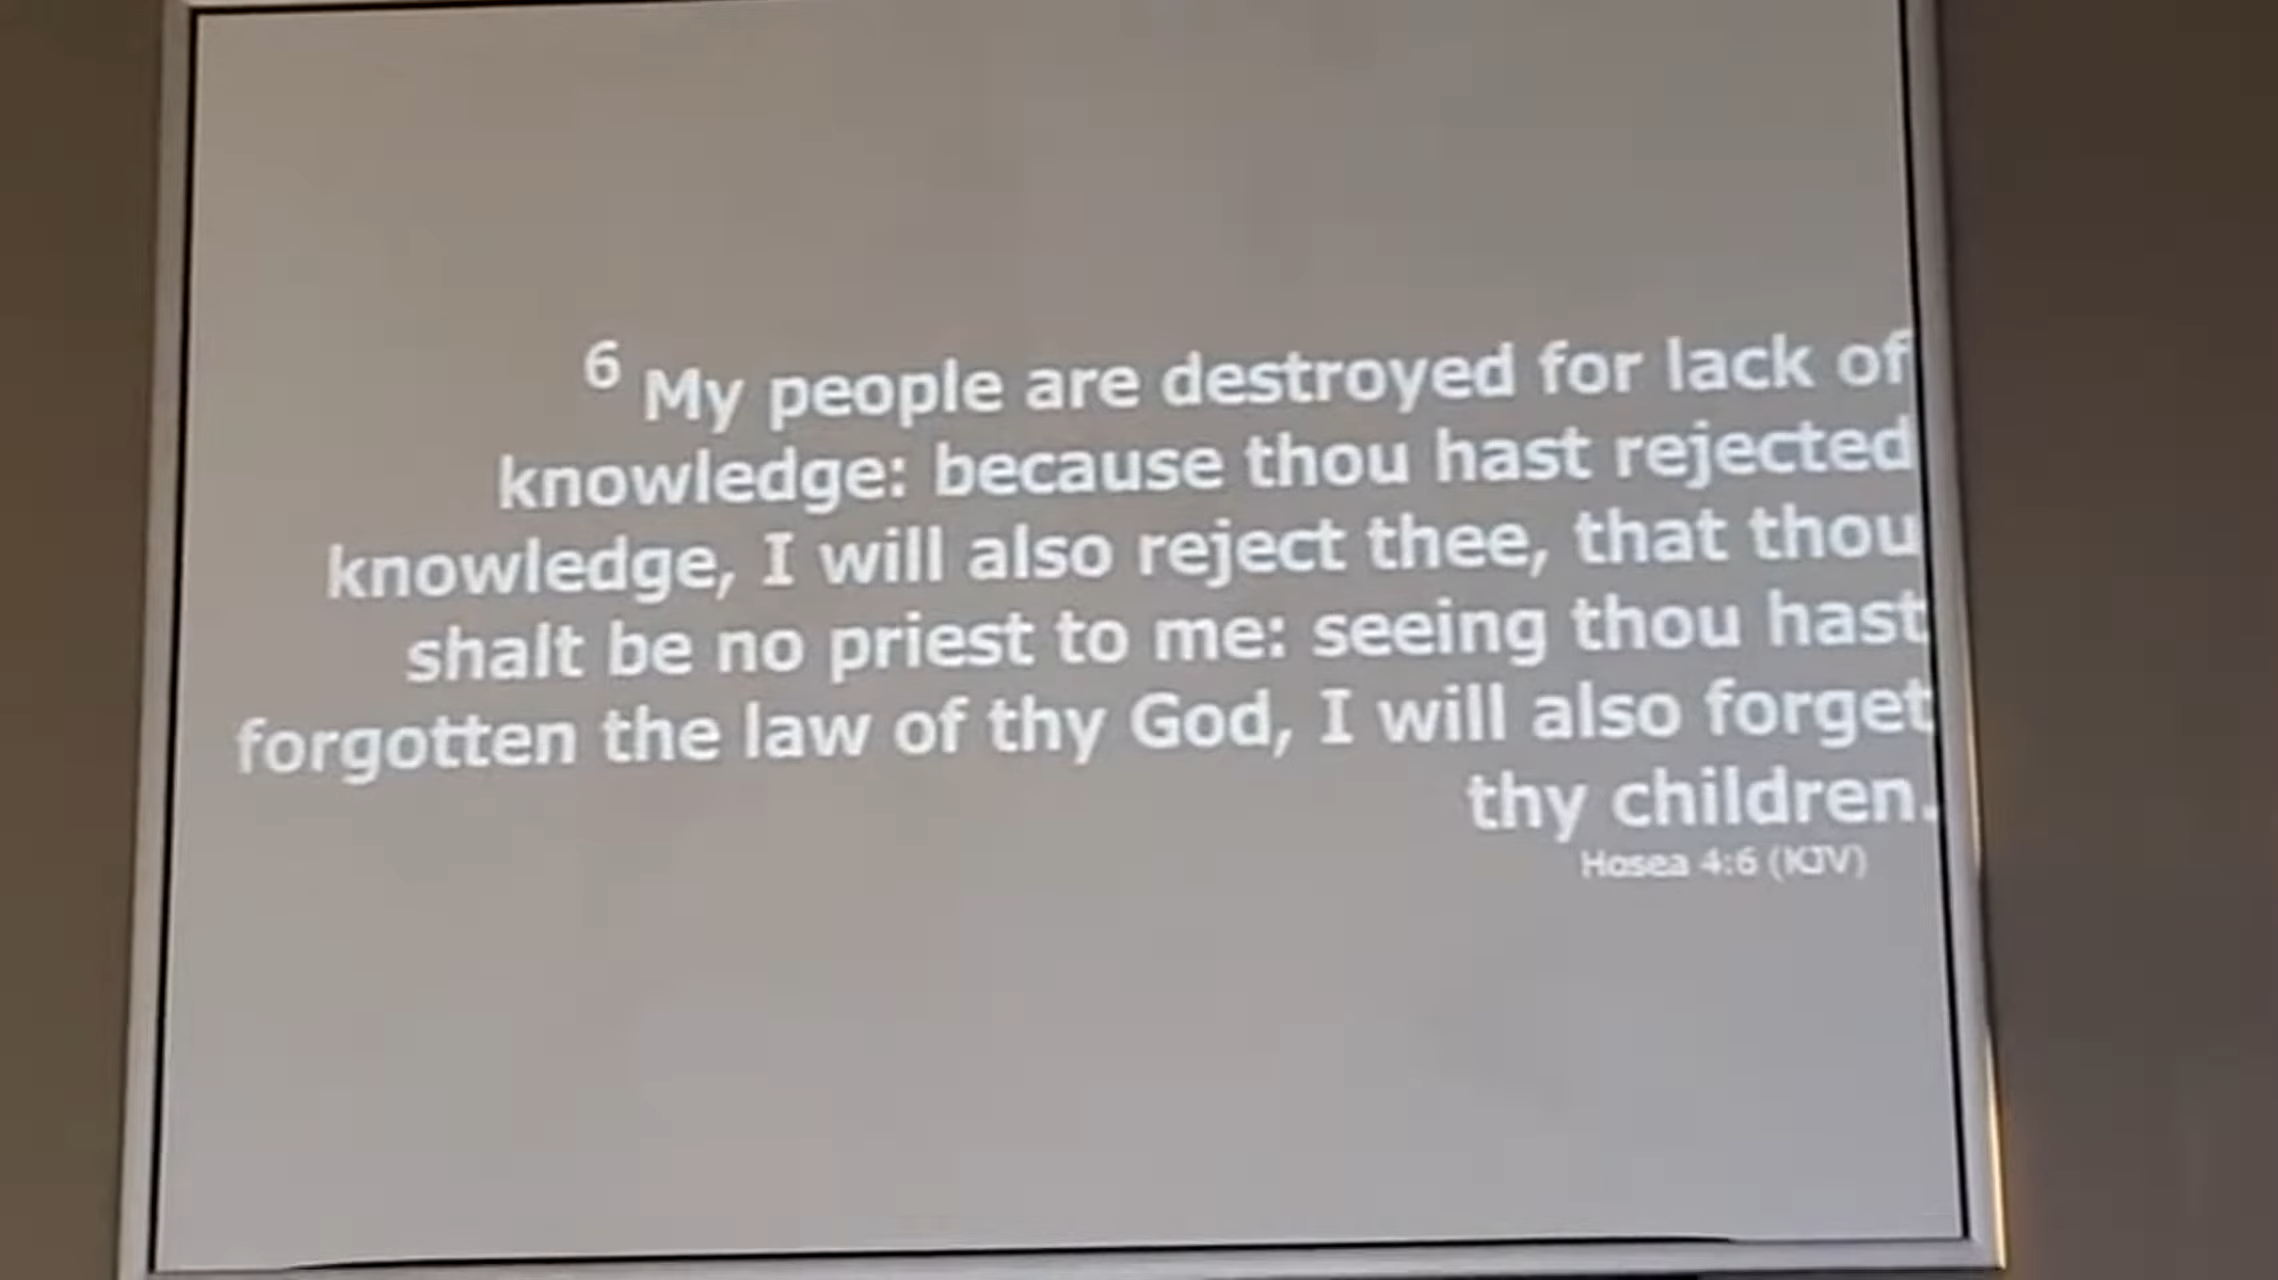 6 My people are destroyed for lack of
knowledge: because thou hast rejected
knowledge, I will also reject thee, that thou
shalt be no priest to me: seeing thou hast
forgotten the law of thy God, I will also forget
thy children.
Hosea 4:6 (KJV)